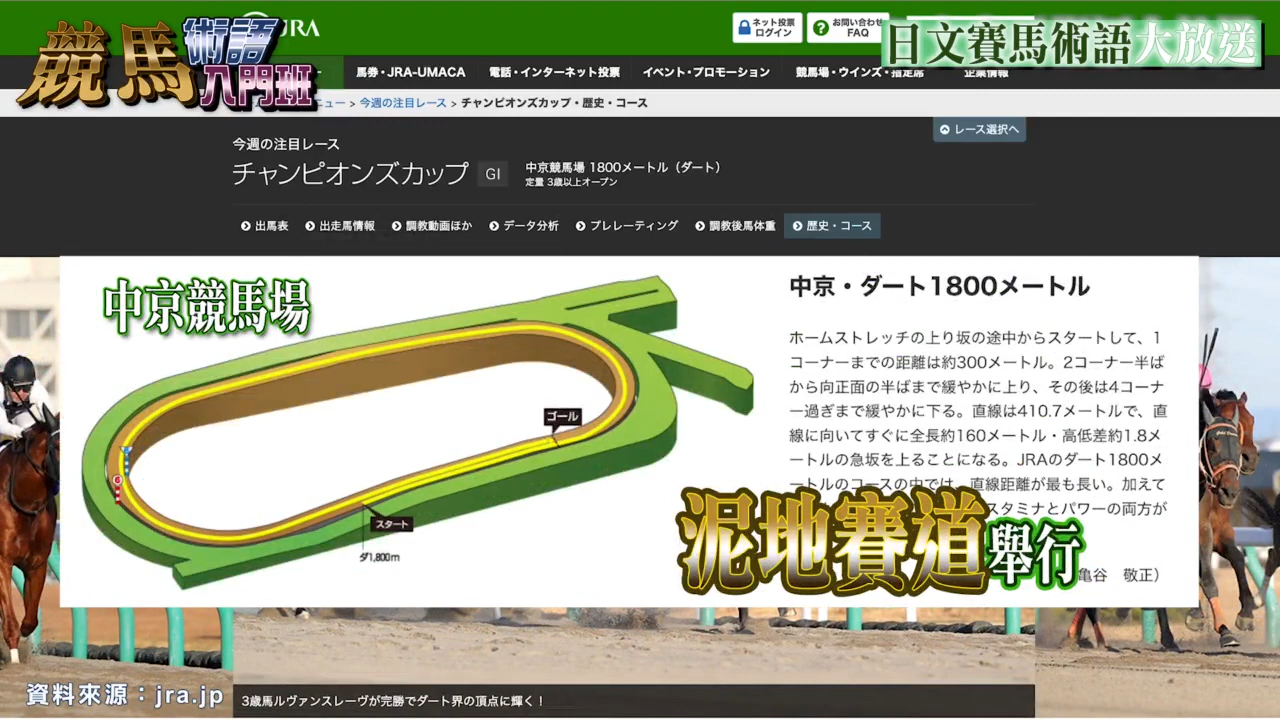 競馬術語入門班
JRA
ネット投票
ログイン
お問い合わせ
FAQ
日文賽馬術語大放送
馬券・JRA-UMACA
電話・インターネット投票
イベント・プロモーション
競馬場・ウインズ・指定席
企業情報
ニュー > 今週の注目レース > チャンピオンズカップ・歴史・コース
レース選択へ
今週の注目レース
チャンピオンズカップ GI
中京競馬場 1800メートル（ダート）
定量 3歳以上オープン
出馬表
出走馬情報
調教動画ほか
データ分析
プレレーティング
調教後馬体重
歴史・コース
中京競馬場
ゴール
スタート
ダ1,800m
中京・ダート1800メートル
ホームストレッチの上り坂の途中からスタートして、1
コーナーまでの距離は約300メートル。2コーナー半ば
から向正面の半ばまで緩やかに上り、その後は4コーナ
ー過ぎまで緩やかに下る。直線は410.7メートルで、直
線に向いてすぐに全長約160メートル・高低差約1.8メ
ートルの急坂を上ることになる。JRAのダート1800メ
ートルのコースの中では、直線距離が最も長い。加えて
スタミナとパワーの両方が
亀谷 敬正）
泥地賽道舉行
資料來源：jra.jp
3歳馬ルヴァンスレーヴが完勝でダート界の頂点に輝く！